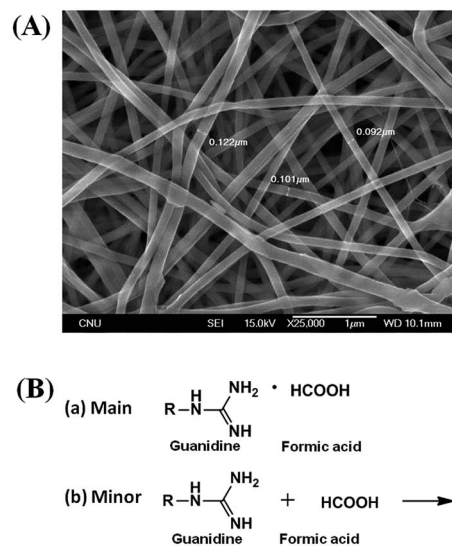 (A)
0.122µm
0.092µm
0.101µm
CNU SEI 15.0kV X25,000 1µm WD 10.1mm
(B)
(a) Main R-N H NH₂ NH · HCOOH
Guanidine Formic acid
(b) Minor R-N H NH₂ NH + HCOOH
Guanidine Formic acid